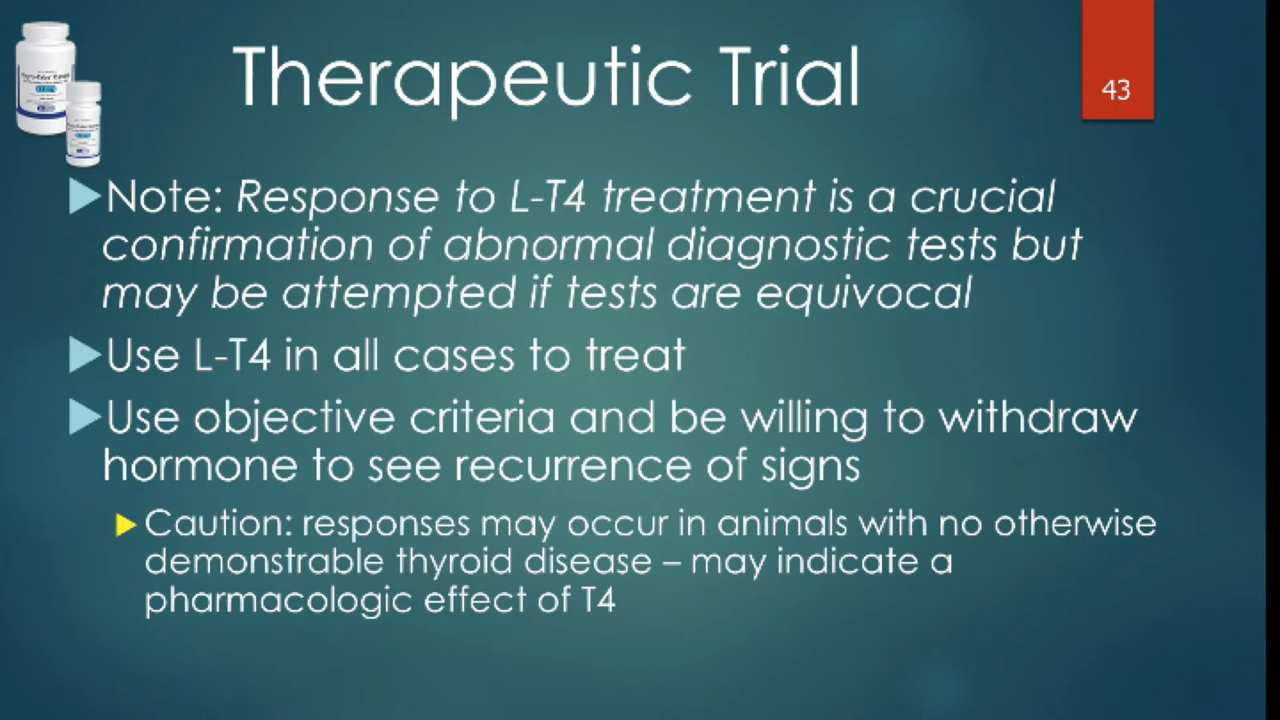 Therapeutic Trial
43
Note: Response to L-T4 treatment is a crucial
confirmation of abnormal diagnostic tests but
may be attempted if tests are equivocal
Use L-T4 in all cases to treat
Use objective criteria and be willing to withdraw
hormone to see recurrence of signs
Caution: responses may occur in animals with no otherwise
demonstrable thyroid disease – may indicate a
pharmacologic effect of T4